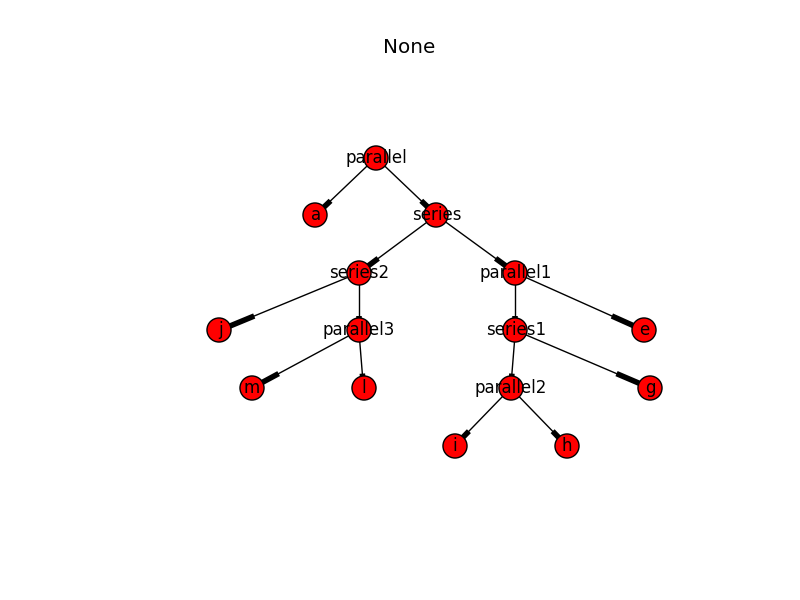 None
parallel
a
series
series2
parallel1
j
parallel3
series1
e
m
l
parallel2
g
i
h